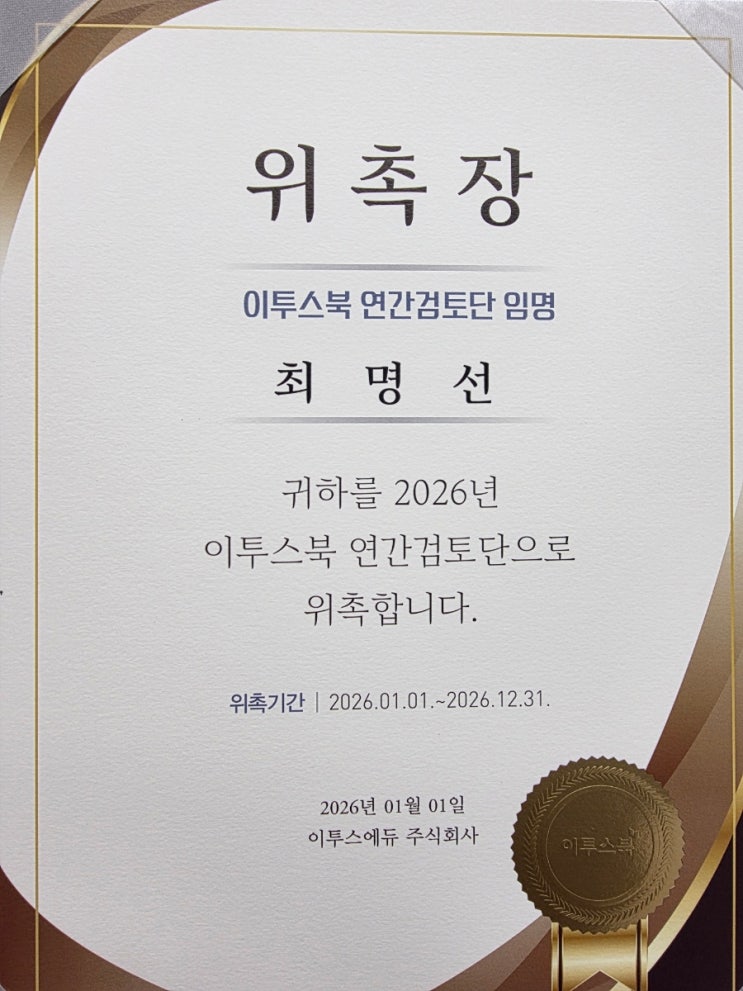 위촉장
이투스북 연간검토단 임명
최 명 선
귀하를 2026년
이투스북 연간검토단으로
위촉합니다.
위촉기간 | 2026.01.01.~2026.12.31.
2026년 01월 01일
이투스에듀 주식회사
이투스북